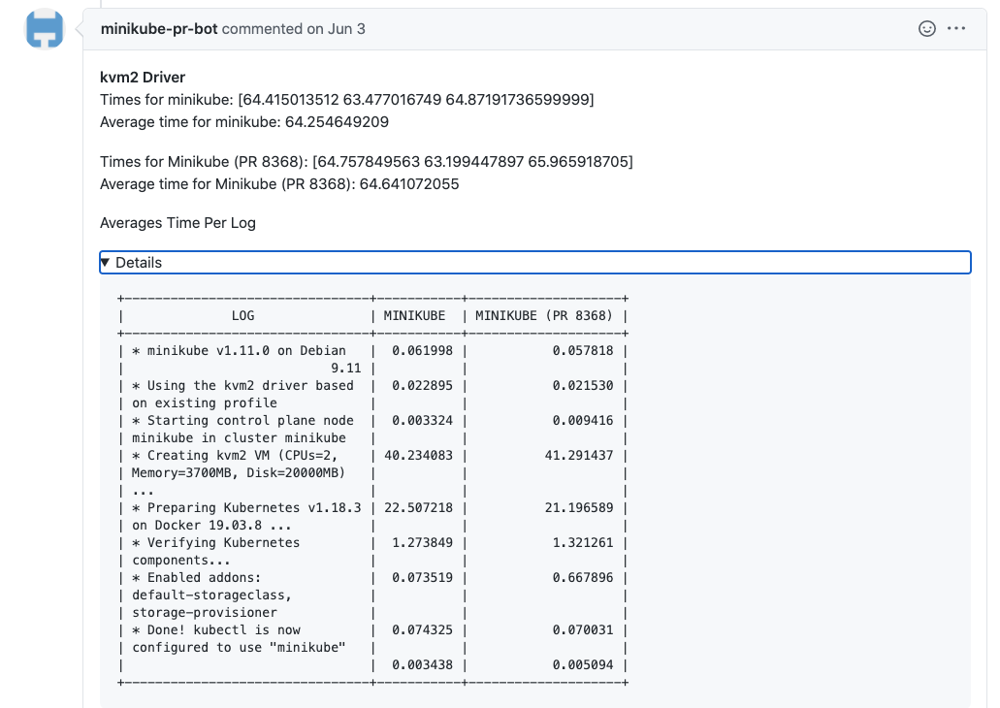 minikube-pr-bot commented on Jun 3
kvm2 Driver
Times for minikube: [64.415013512 63.477016749 64.87191736599999]
Average time for minikube: 64.254649209
Times for Minikube (PR 8368): [64.757849563 63.199447897 65.965918705]
Average time for Minikube (PR 8368): 64.641072055
Averages Time Per Log
▼ Details
+--------------------------------+-----------+--------------------+
|              LOG               | MINIKUBE  | MINIKUBE (PR 8368) |
+--------------------------------+-----------+--------------------+
| * minikube v1.11.0 on Debian   |  0.061998 |           0.057818 |
|                           9.11 |           |                    |
| * Using the kvm2 driver based  |  0.022895 |           0.021530 |
| on existing profile            |           |                    |
| * Starting control plane node  |  0.003324 |           0.009416 |
| minikube in cluster minikube   |           |                    |
| * Creating kvm2 VM (CPUs=2,    | 40.234083 |          41.291437 |
| Memory=3700MB, Disk=20000MB)   |           |                    |
| ...                            |           |                    |
| * Preparing Kubernetes v1.18.3 | 22.507218 |          21.196589 |
| on Docker 19.03.8 ...          |           |                    |
| * Verifying Kubernetes         |  1.273849 |           1.321261 |
| components...                  |           |                    |
| * Enabled addons:              |  0.073519 |           0.667896 |
| default-storageclass,          |           |                    |
| storage-provisioner            |           |                    |
| * Done! kubectl is now         |  0.074325 |           0.070031 |
| configured to use "minikube"   |           |                    |
|                                |  0.003438 |           0.005094 |
+--------------------------------+-----------+--------------------+